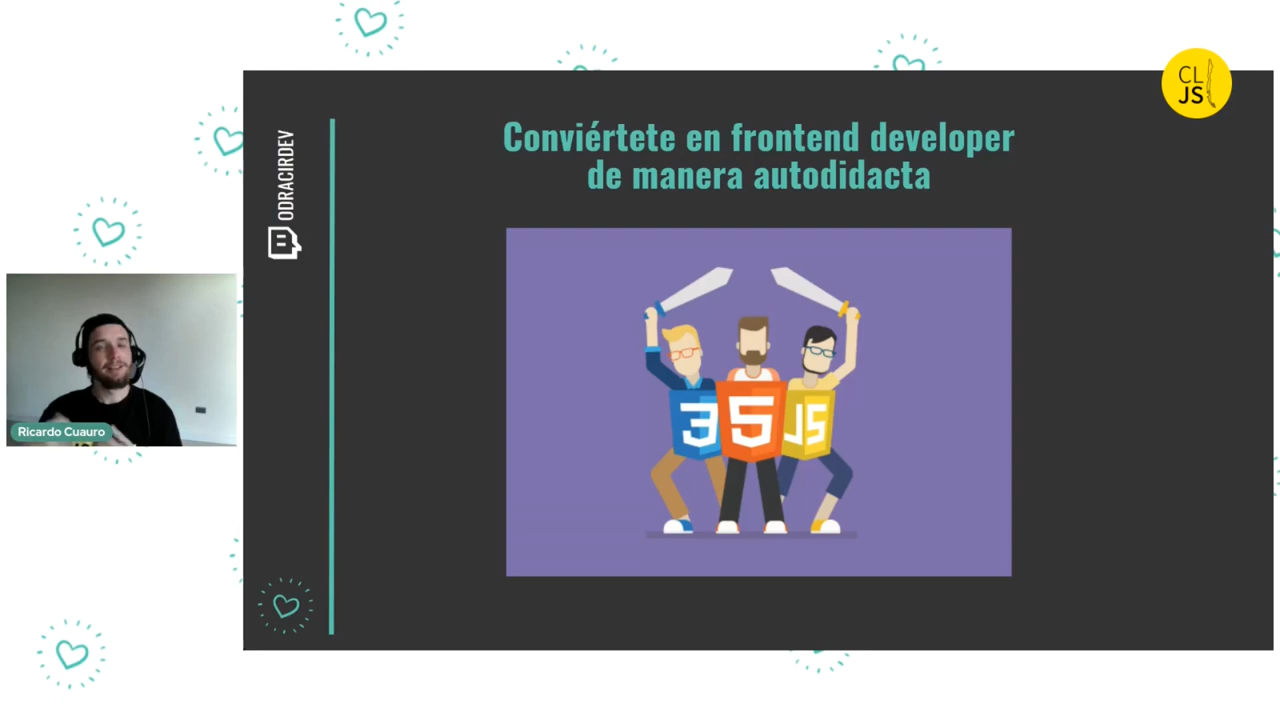 CL
JS
Conviértete en frontend developer
de manera autodidacta
ODRACIRDEV
3
5
JS
Ricardo Cuauro